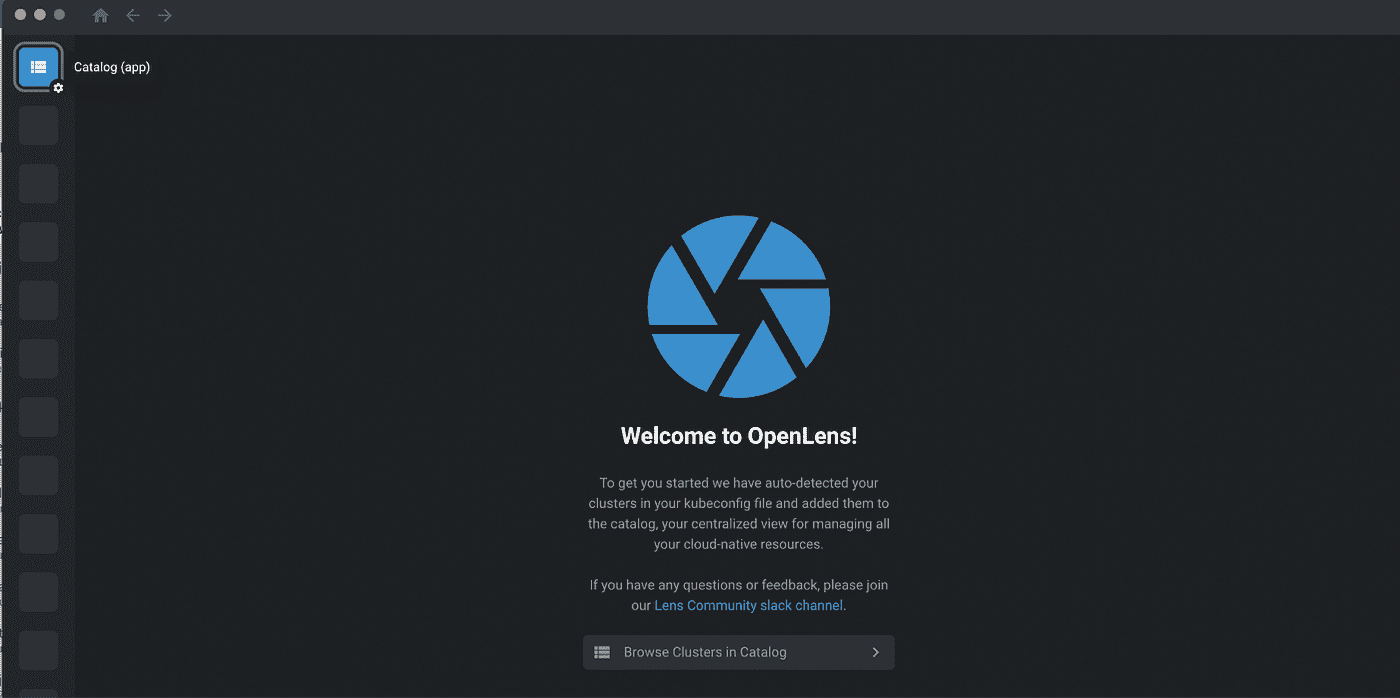 Catalog (app)
Welcome to OpenLens!
To get you started we have auto-detected your
clusters in your kubeconfig file and added them to
the catalog, your centralized view for managing all
your cloud-native resources.
If you have any questions or feedback, please join
our Lens Community slack channel.
Browse Clusters in Catalog